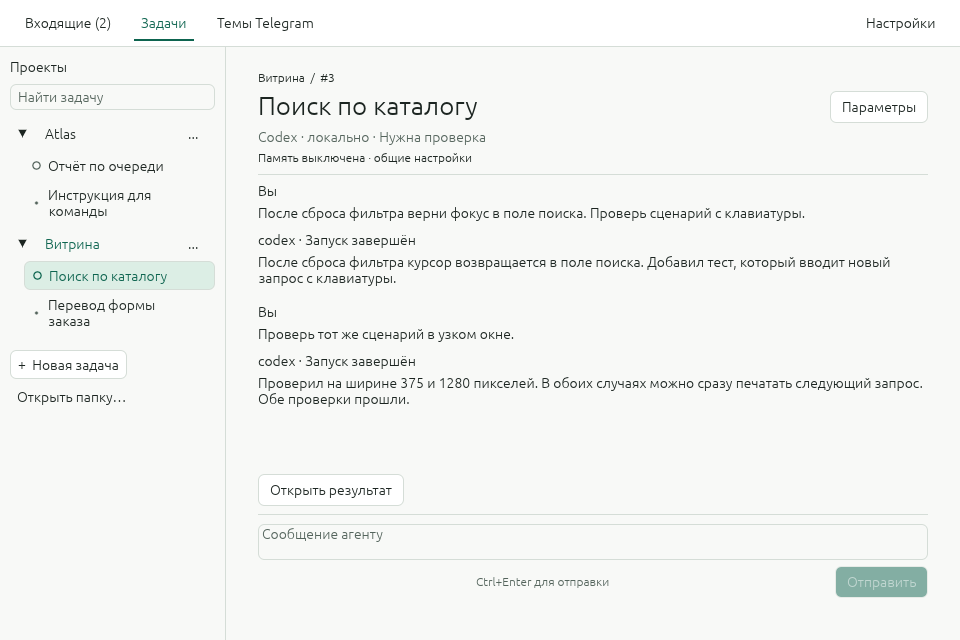 Входящие (2) Задачи Темы Telegram Настройки
Проекты
Найти задачу
▼ Atlas ...
Отчёт по очереди
Инструкция для
команды
▼ Витрина ...
Поиск по каталогу
Перевод формы
заказа
+ Новая задача
Открыть папку...
Витрина / #3
Поиск по каталогу
Параметры
Codex · локально · Нужна проверка
Память выключена · общие настройки
Вы
После сброса фильтра верни фокус в поле поиска. Проверь сценарий с клавиатуры.
codex · Запуск завершён
После сброса фильтра курсор возвращается в поле поиска. Добавил тест, который вводит новый
запрос с клавиатуры.
Вы
Проверь тот же сценарий в узком окне.
codex · Запуск завершён
Проверил на ширине 375 и 1280 пикселей. В обоих случаях можно сразу печатать следующий запрос.
Обе проверки прошли.
Открыть результат
Сообщение агенту
Ctrl+Enter для отправки
Отправить